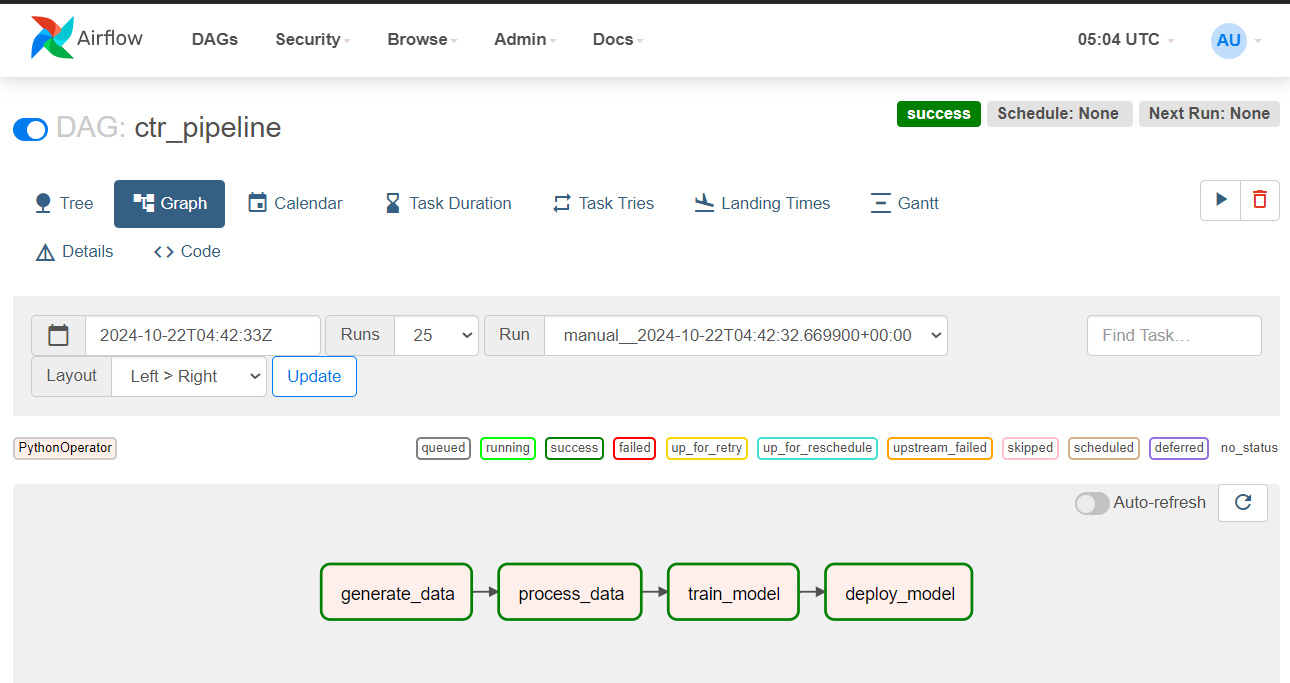 Airflow DAGs Security Browse Admin Docs 05:04 UTC AU
DAG: ctr_pipeline success Schedule: None Next Run: None
Tree Graph Calendar Task Duration Task Tries Landing Times Gantt
Details Code
2024-10-22T04:42:33Z Runs 25 Run manual__2024-10-22T04:42:32.669900+00:00 Find Task...
Layout Left > Right Update
PythonOperator queued running success failed up_for_retry up_for_reschedule upstream_failed skipped scheduled deferred no_status
Auto-refresh
generate_data process_data train_model deploy_model